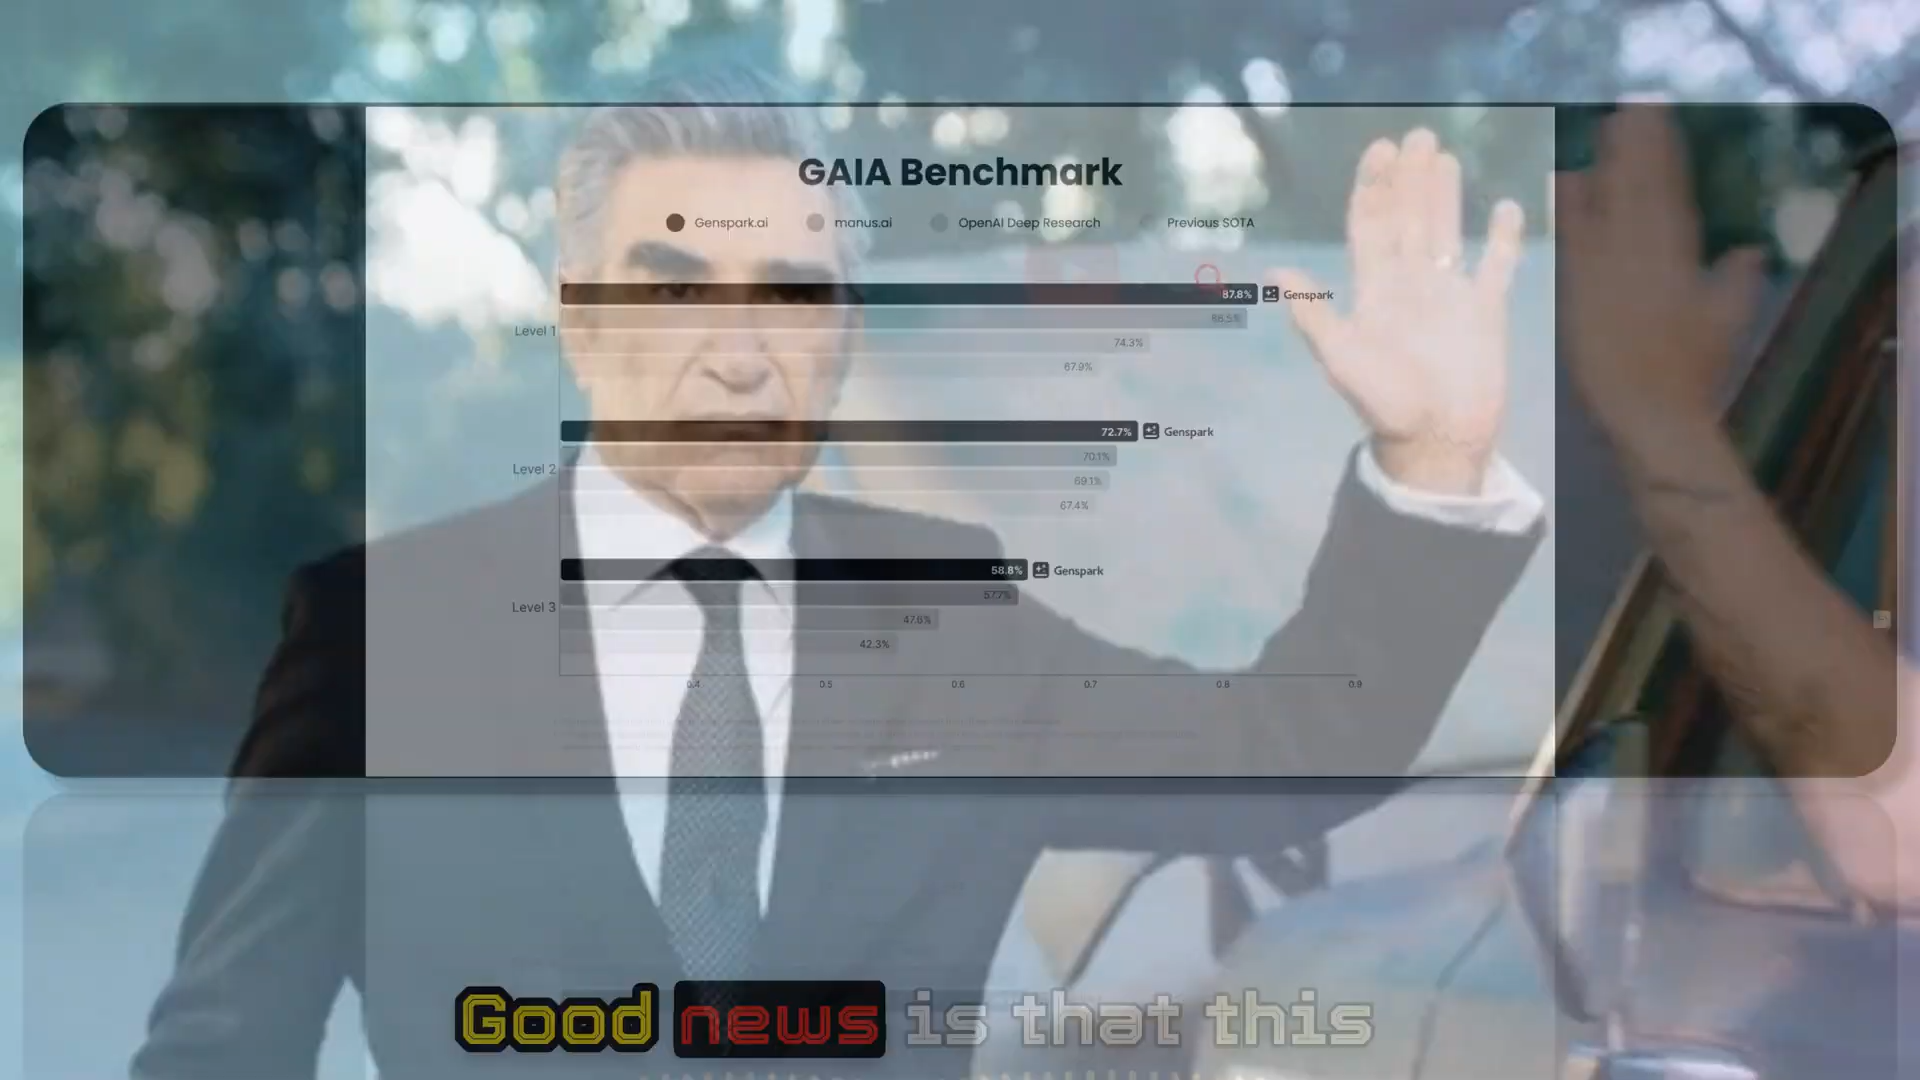 GAIA Benchmark
Genspark.ai manus.ai OpenAI Deep Research Previous SOTA
87.8% Genspark
86.5%
Level 1
74.3%
67.9%
72.7% Genspark
70.1%
Level 2
69.1%
67.4%
58.8% Genspark
57.7%
Level 3
47.6%
42.3%
0.4 0.5 0.6 0.7 0.8 0.9
Good news is that this